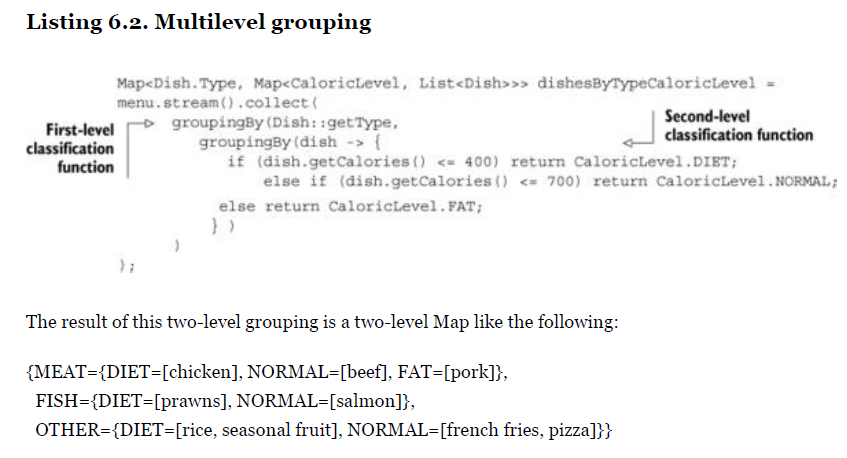 Listing 6.2. Multilevel grouping
Map<Dish.Type, Map<CaloricLevel, List<Dish>>> dishesByTypeCaloricLevel =
menu.stream().collect(
First-level
classification
function
groupingBy(Dish::getType,
Second-level
classification function
groupingBy(dish -> {
if (dish.getCalories() <= 400) return CaloricLevel.DIET;
else if (dish.getCalories() <= 700) return CaloricLevel.NORMAL;
else return CaloricLevel.FAT;
} )
)
);
The result of this two-level grouping is a two-level Map like the following:
{MEAT={DIET=[chicken], NORMAL=[beef], FAT=[pork]},
FISH={DIET=[prawns], NORMAL=[salmon]},
OTHER={DIET=[rice, seasonal fruit], NORMAL=[french fries, pizza]}}